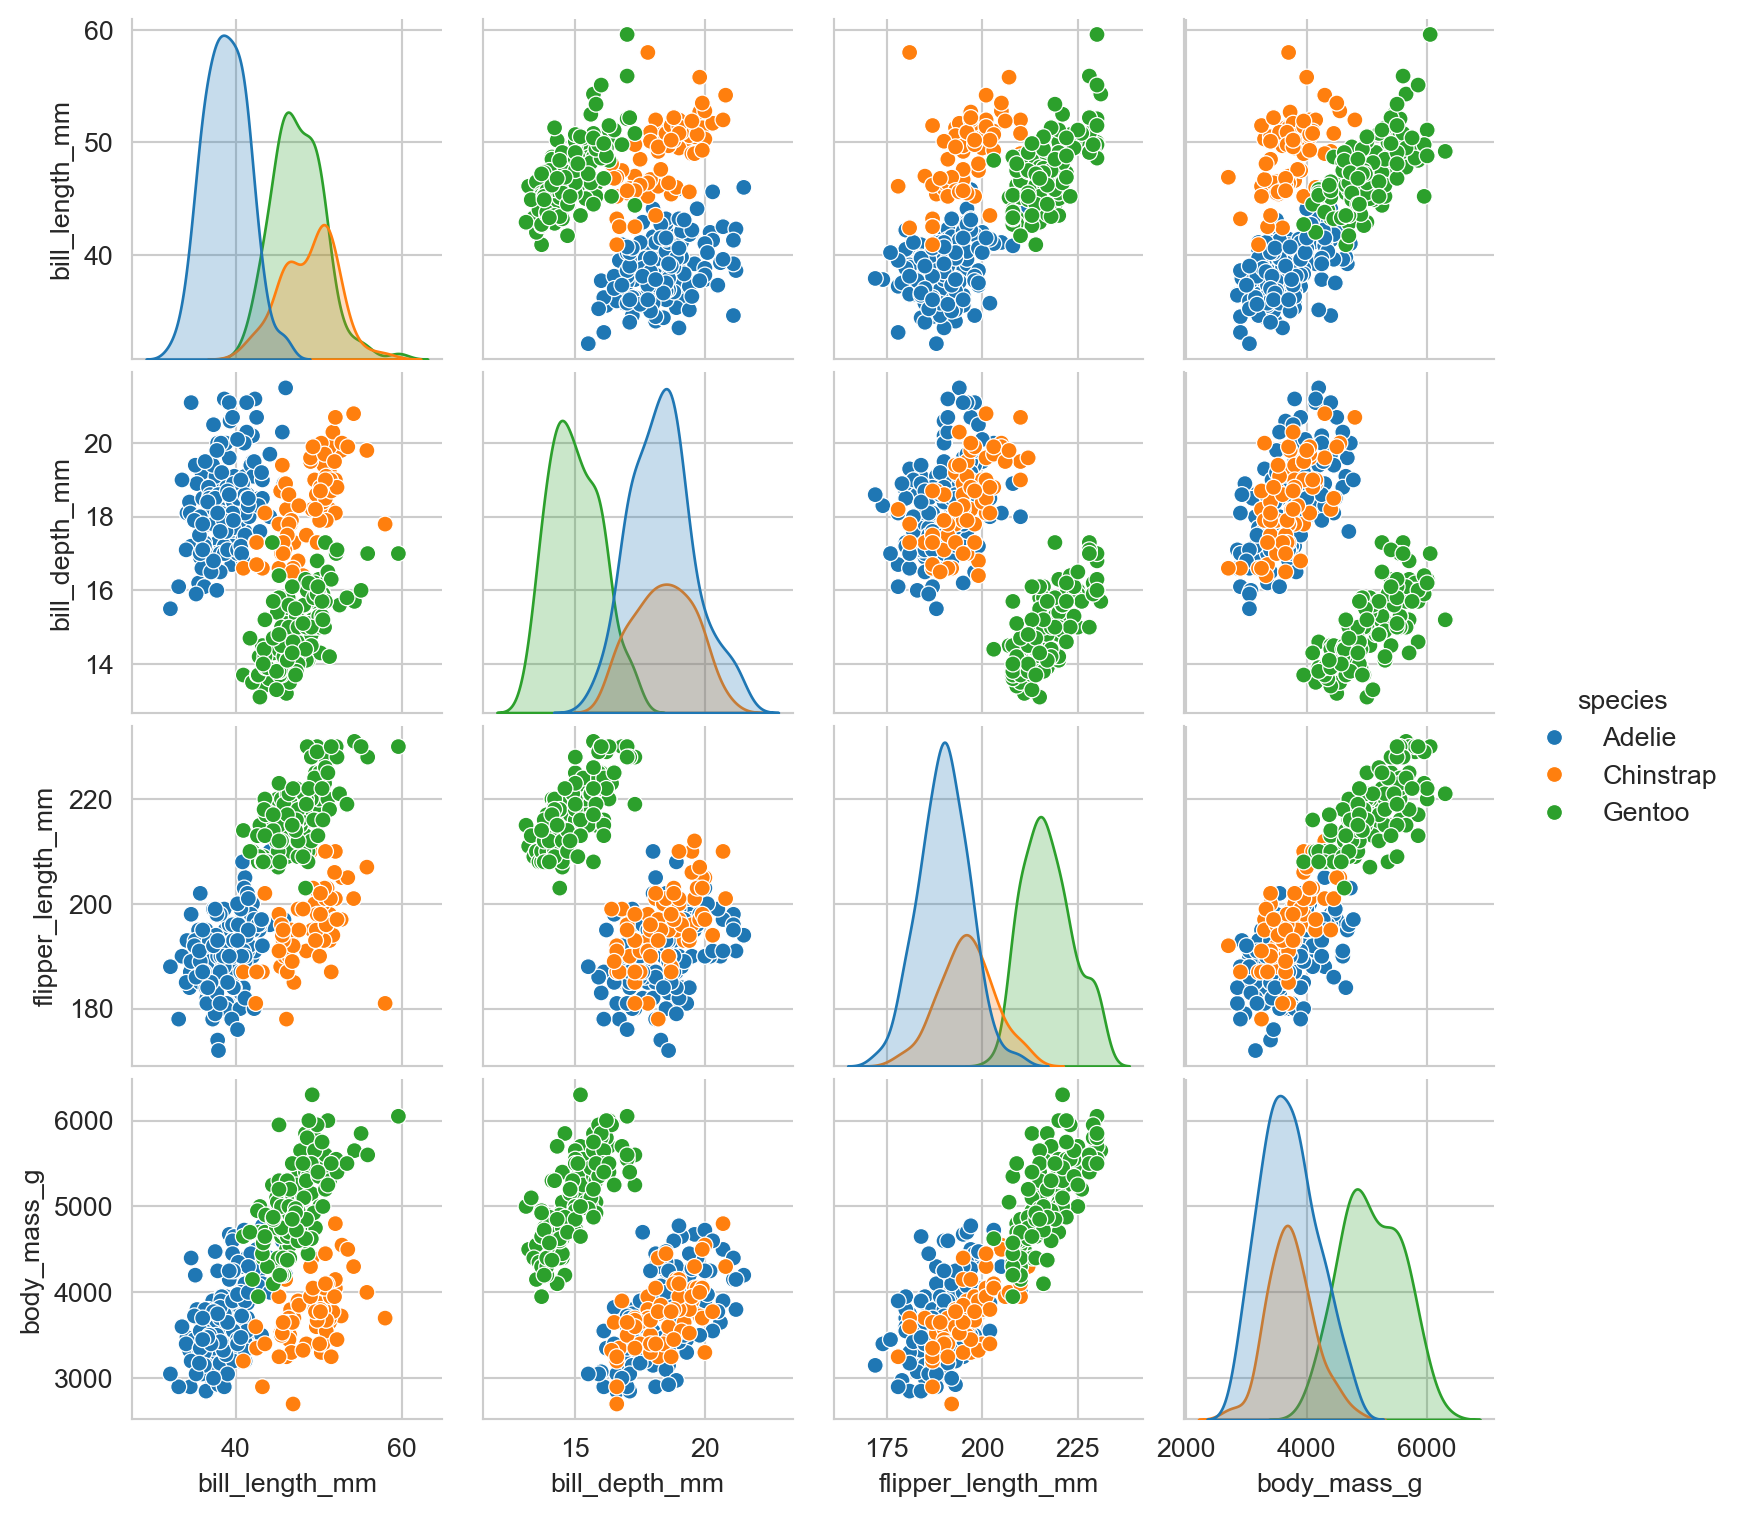 60
50
40
bill_length_mm
20
18
16
14
bill_depth_mm
220
200
180
flipper_length_mm
6000
5000
4000
3000
body_mass_g
40 60
bill_length_mm
15 20
bill_depth_mm
175 200 225
flipper_length_mm
2000 4000 6000
body_mass_g
species
Adelie
Chinstrap
Gentoo